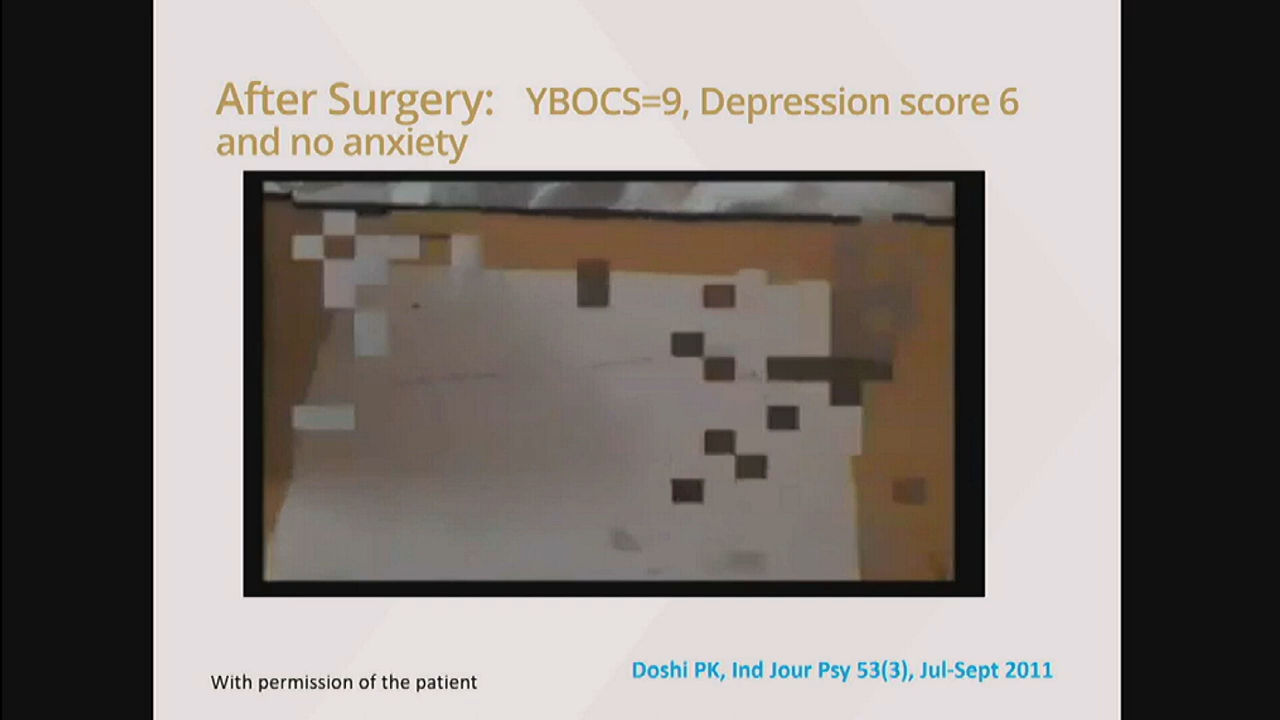 After Surgery: YBOCS=9, Depression score 6
and no anxiety
With permission of the patient
Doshi PK, Ind Jour Psy 53(3), Jul-Sept 2011